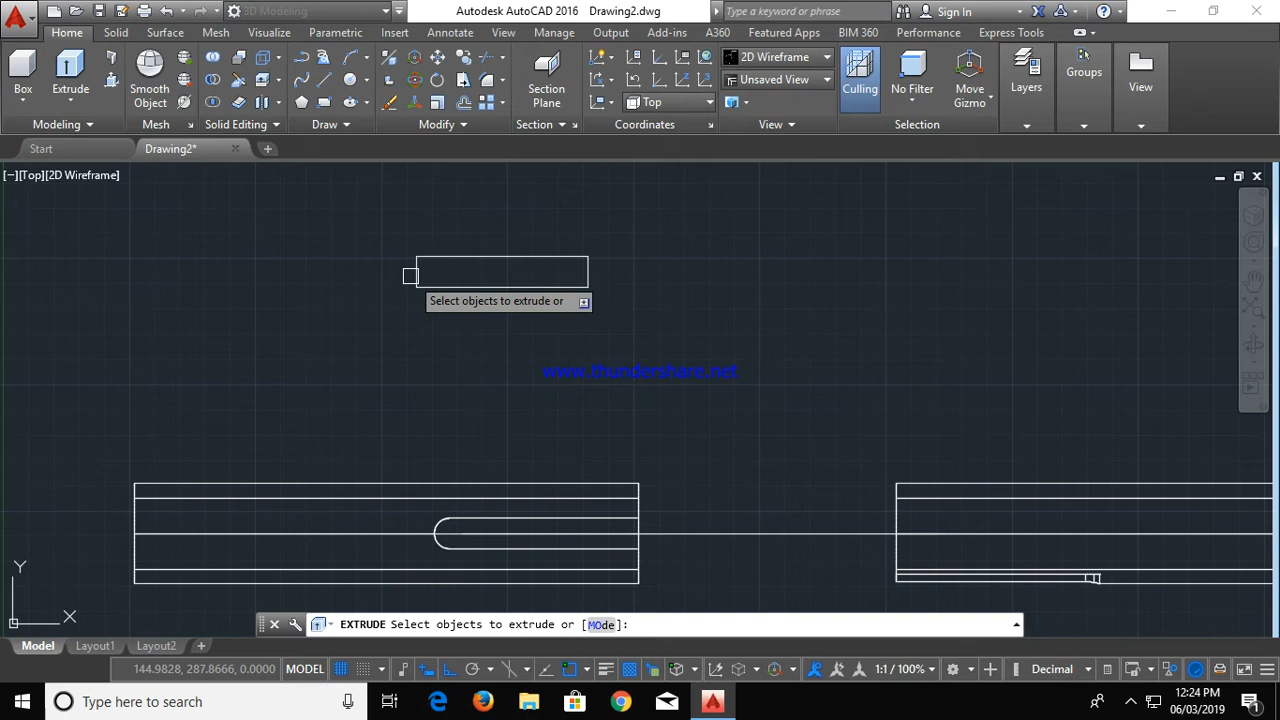 3D Modeling
Autodesk AutoCAD 2016 Drawing2.dwg
Type a keyword or phrase
Sign In
Home Solid Surface Mesh Visualize Parametric Insert Annotate View Manage Output Add-ins A360 Featured Apps BIM 360 Performance Express Tools
Box
Extrude
Smooth
Object
Section
Plane
2D Wireframe
Unsaved View
Top
Culling
No Filter
Move
Gizmo
Layers
Groups
View
Modeling Mesh Solid Editing Draw Modify Section Coordinates View Selection
Start Drawing2*
[−][Top][2D Wireframe]
Select objects to extrude or
www.thundershare.net
Y
X
EXTRUDE Select objects to extrude or [MOde]:
Model Layout1 Layout2
144.9828, 287.8666, 0.0000 MODEL
1:1 / 100%
Decimal
Type here to search
12:24 PM
06/03/2019
1